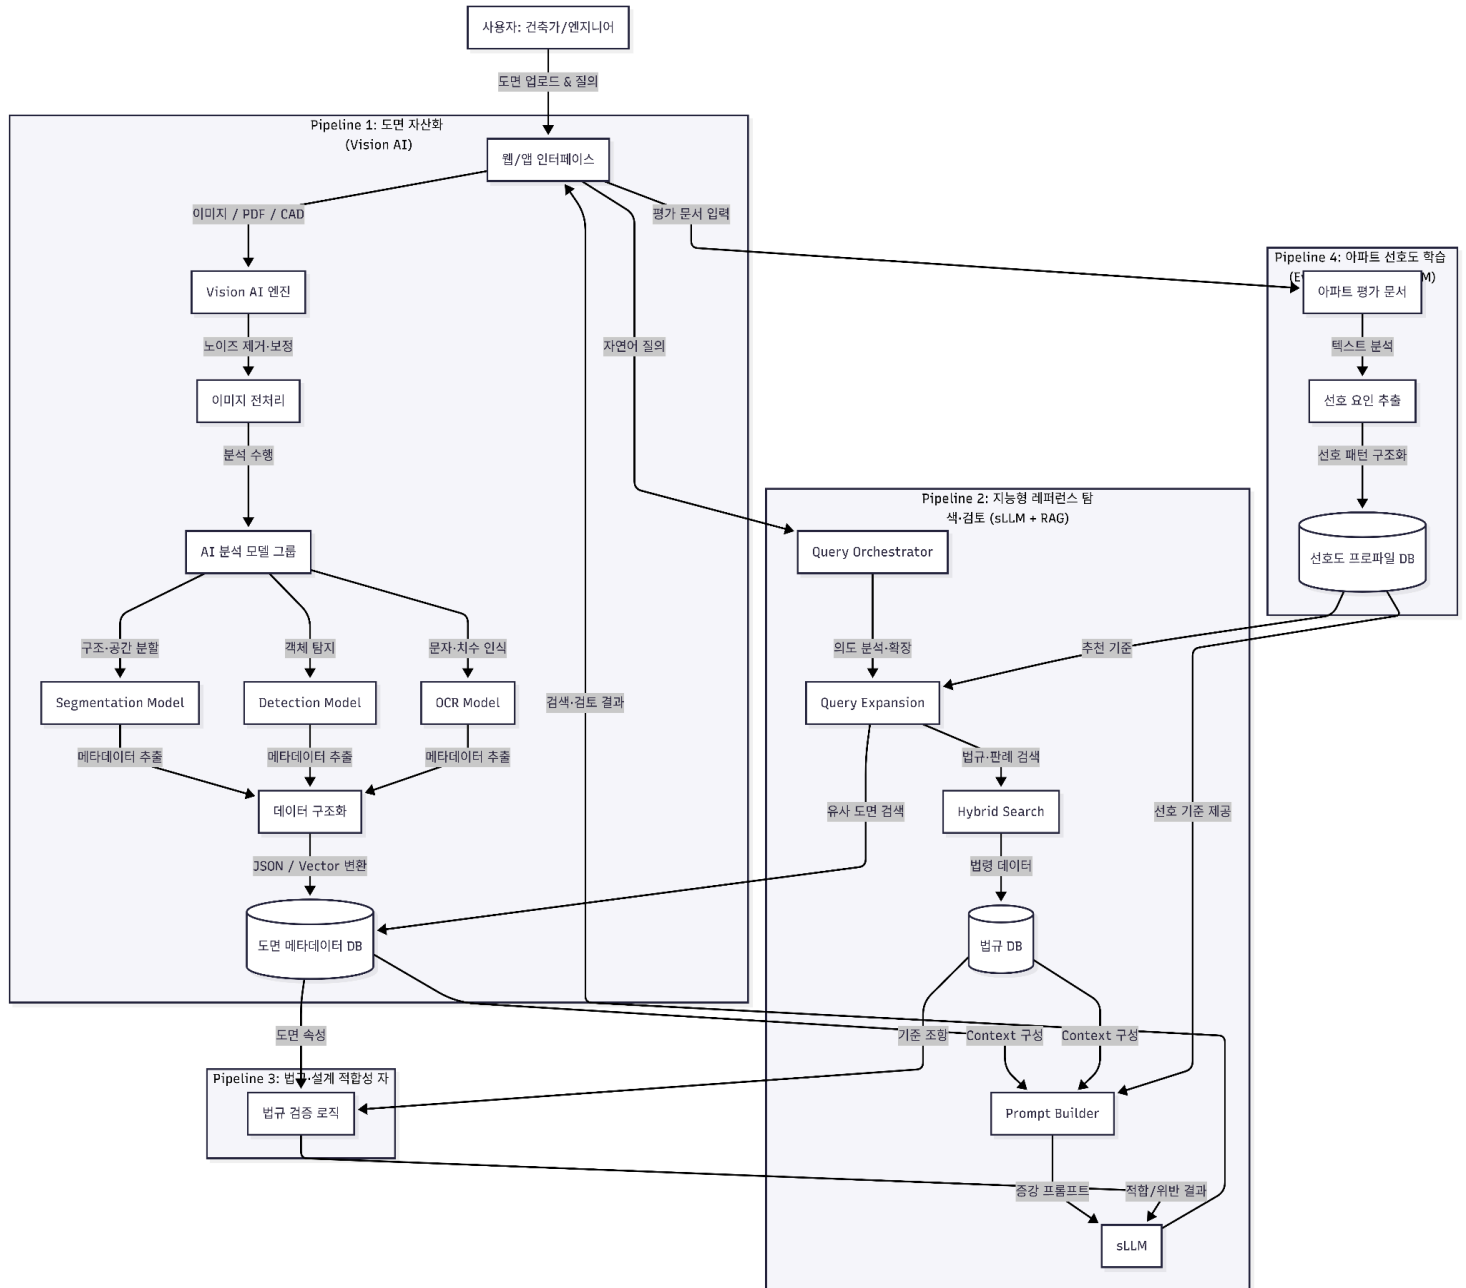 사용자: 건축가/엔지니어
도면 업로드 & 질의
Pipeline 1: 도면 자산화
(Vision AI)
웹/앱 인터페이스
이미지 / PDF / CAD
평가 문서 입력
Pipeline 4: 아파트 선호도 학습
아파트 평가 문서
Vision AI 엔진
노이즈 제거·보정
자연어 질의
텍스트 분석
이미지 전처리
선호 요인 추출
분석 수행
선호 패턴 구조화
Pipeline 2: 지능형 레퍼런스 탐
색·검토 (sLLM + RAG)
AI 분석 모델 그룹
Query Orchestrator
선호도 프로파일 DB
구조·공간 분할
객체 탐지
문자·치수 인식
의도 분석·확장
추천 기준
Segmentation Model
Detection Model
OCR Model
검색·검토 결과
Query Expansion
메타데이터 추출
메타데이터 추출
메타데이터 추출
법규·판례 검색
데이터 구조화
유사 도면 검색
Hybrid Search
선호 기준 제공
JSON / Vector 변환
법령 데이터
도면 메타데이터 DB
법규 DB
도면 속성
기준 조항
Context 구성
Context 구성
Pipeline 3: 법규·설계 적합성 자
법규 검증 로직
Prompt Builder
증강 프롬프트
적합/위반 결과
sLLM